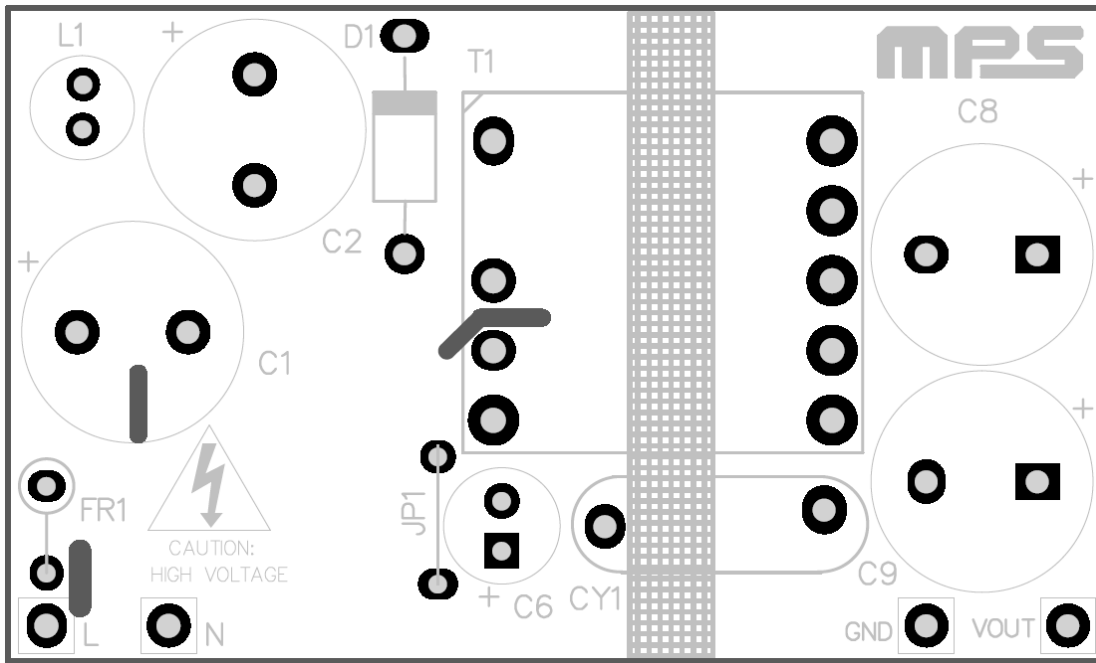 L1
+
D1
T1
MPS
C8
+
C2
+
C1
+
FR1
JP1
CAUTION:
HIGH VOLTAGE
+
C6
CY1
C9
L
N
GND
VOUT